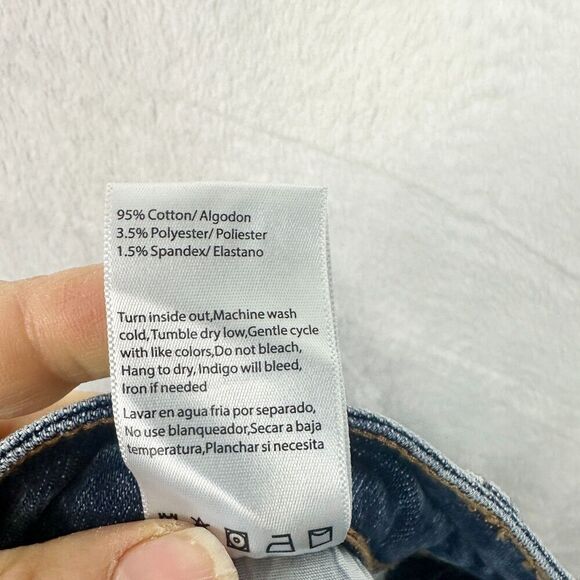 95% Cotton/ Algodon
3.5% Polyester/ Poliester
1.5% Spandex/ Elastano
Turn inside out,Machine wash
cold,Tumble dry low,Gentle cycle
with like colors,Do not bleach,
Hang to dry, Indigo will bleed,
Iron if needed
Lavar en agua fria por separado,
No use blanqueador,Secar a baja
temperatura,Planchar si necesita